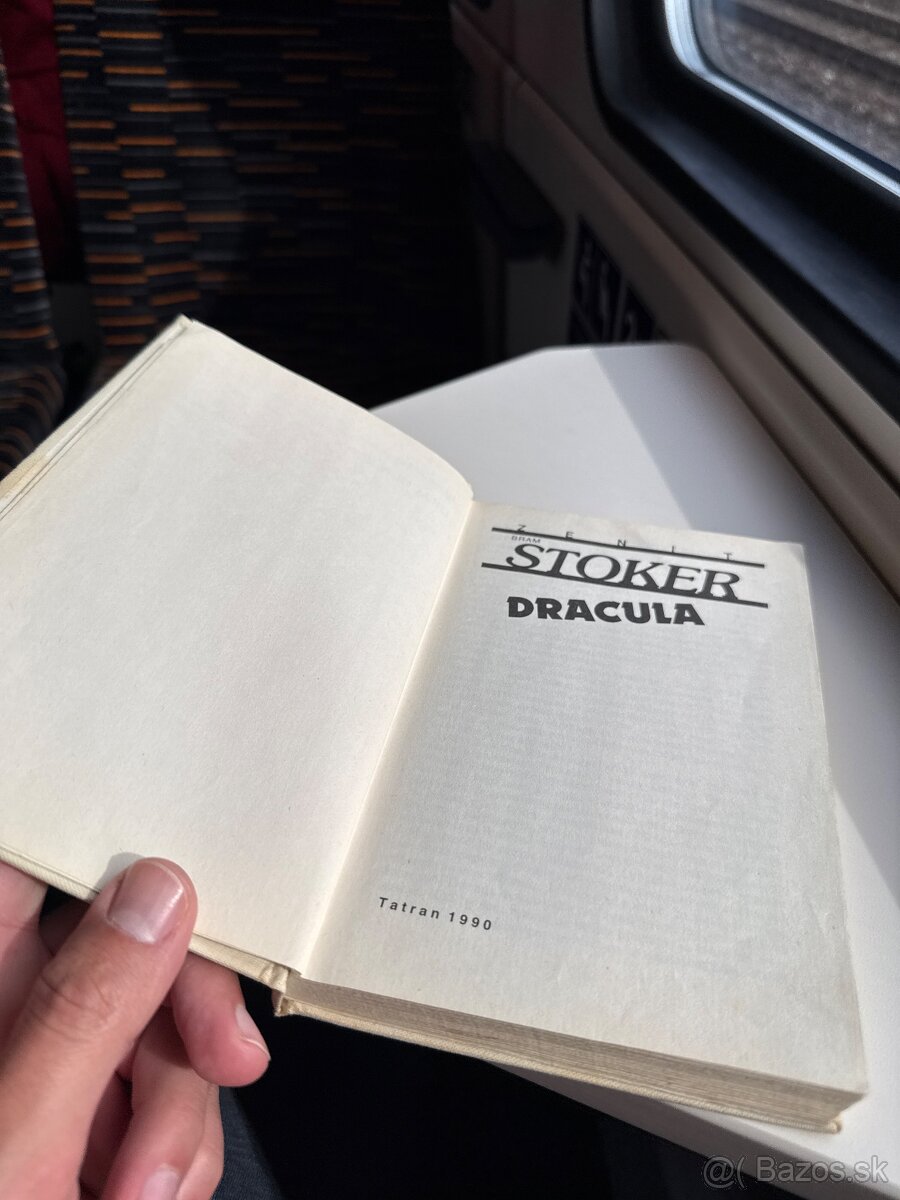 ZENIT
BRAM
STOKER
DRACULA
Tatran 1990
@( Bazos.sk